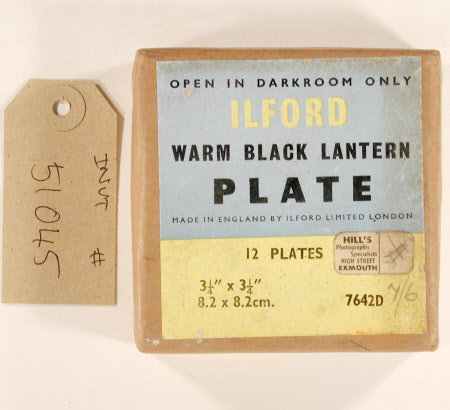 INVT #
51045
OPEN IN DARKROOM ONLY
ILFORD
WARM BLACK LANTERN
PLATE
MADE IN ENGLAND BY ILFORD LIMITED LONDON
12 PLATES
HILL'S
Photographic
Specialists
HIGH STREET
EXMOUTH
3¼" x 3¼"
8.2 x 8.2cm.
7642D
7/6